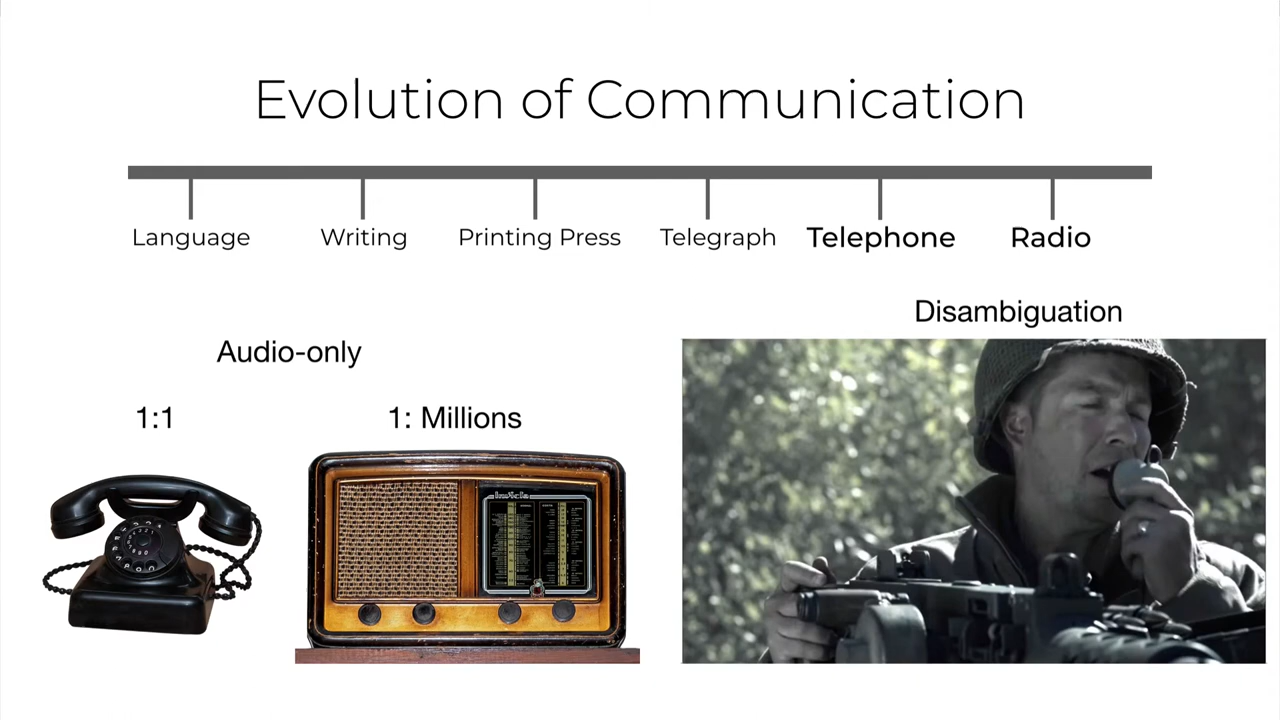 Evolution of Communication
Language Writing Printing Press Telegraph Telephone Radio
Disambiguation
Audio-only
1:1 1: Millions